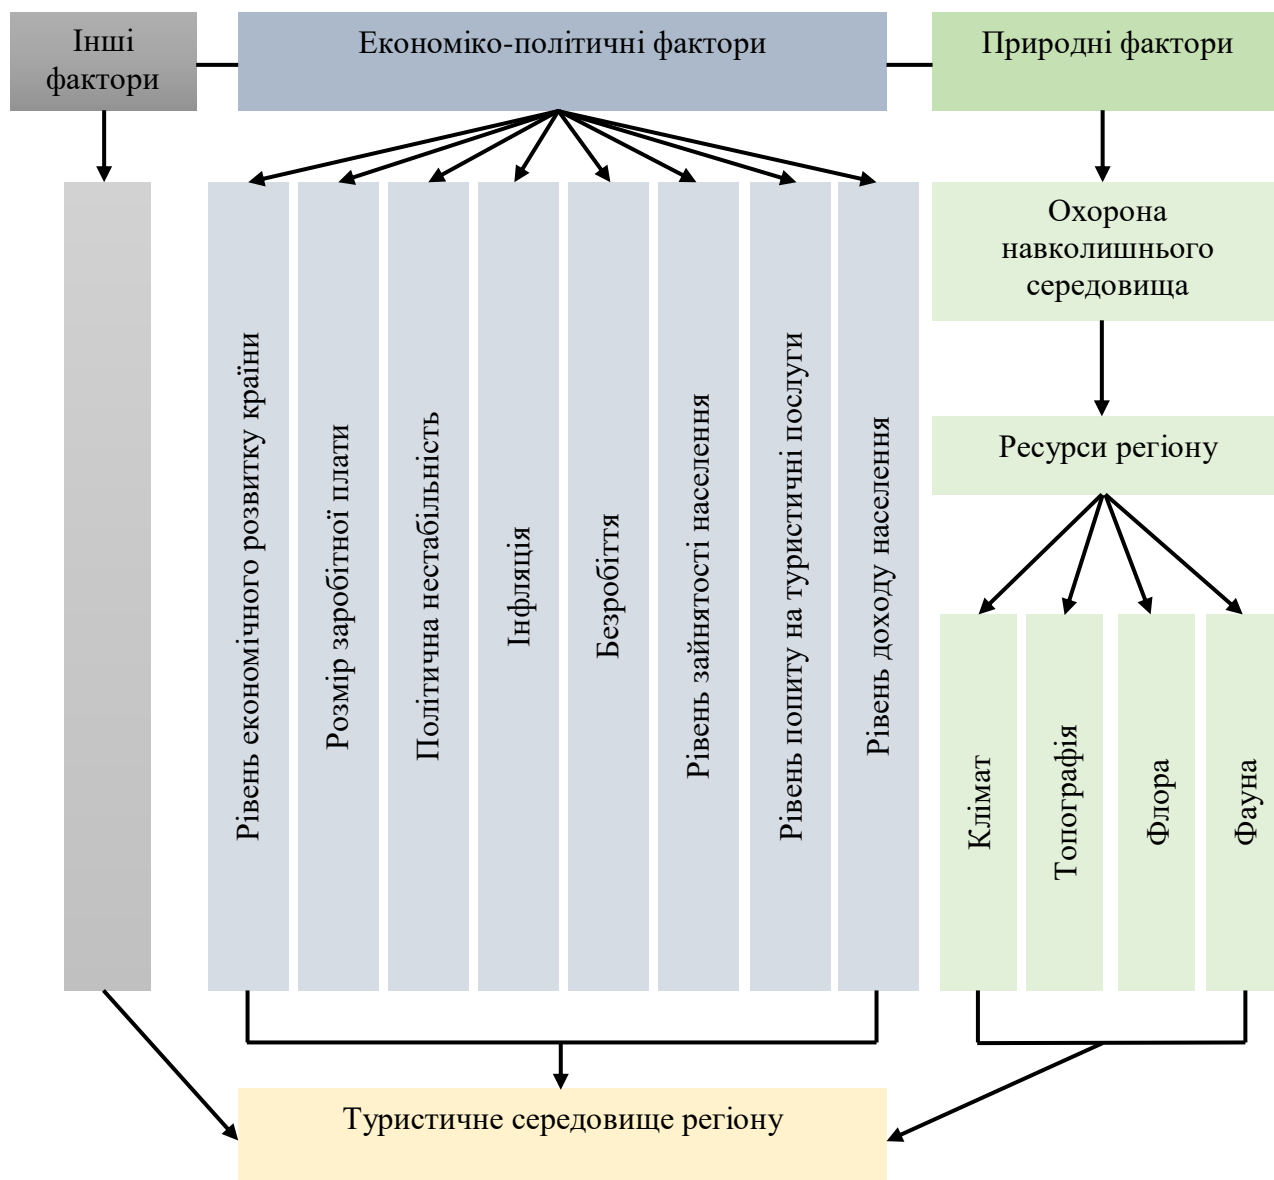 Інші
фактори
Економіко-політичні фактори
Природні фактори
Охорона
навколишнього
середовища
Ресурси регіону
Рівень економічного розвитку країни
Розмір заробітної плати
Політична нестабільність
Інфляція
Безробіття
Рівень зайнятості населення
Рівень попиту на туристичні послуги
Рівень доходу населення
Клімат
Топографія
Флора
Фауна
Туристичне середовище регіону